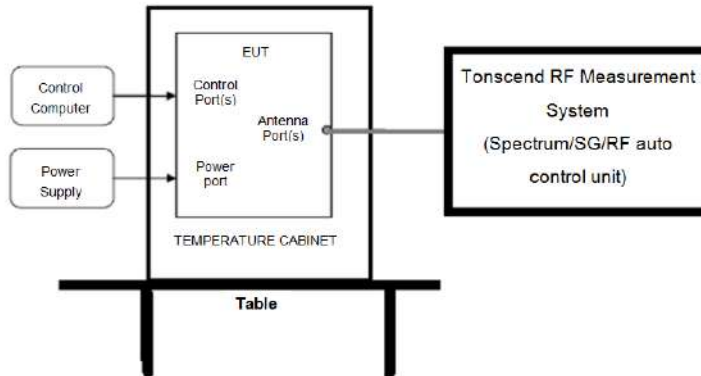 EUT
Control
Computer
Control
Port(s)
Antenna
Port(s)
Power
Supply
Power
port
TEMPERATURE CABINET
Table
Tonscend RF Measurement
System
(Spectrum/SG/RF auto
control unit)